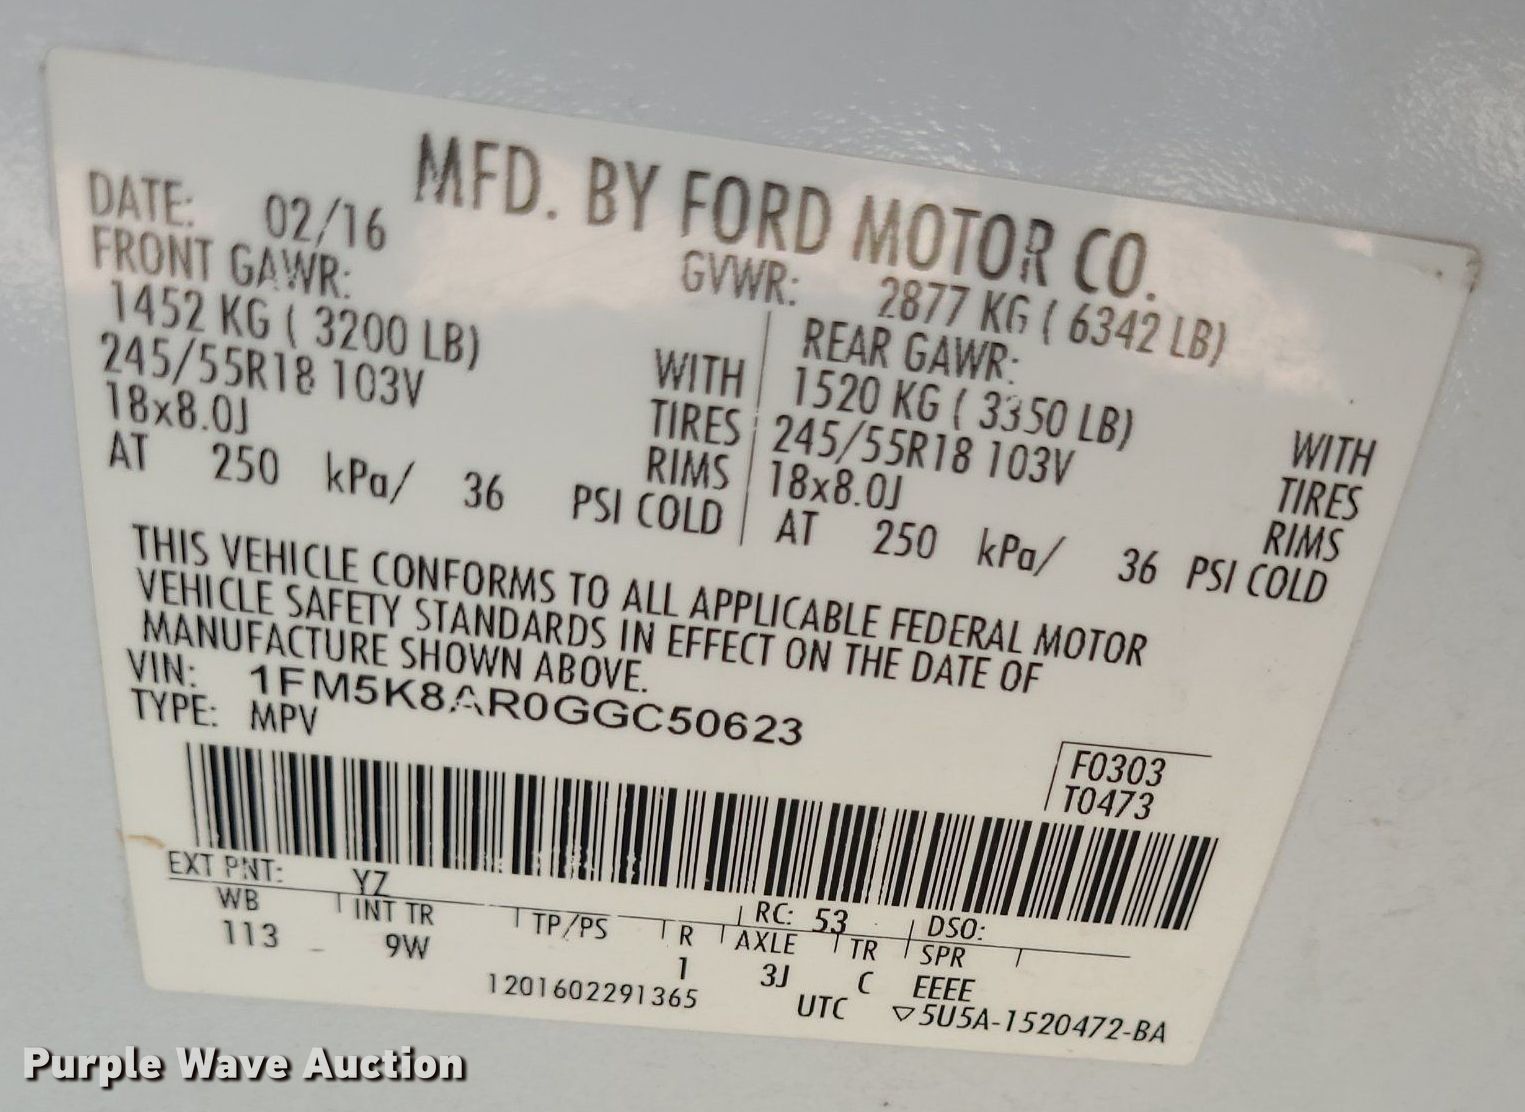 MFD. BY FORD MOTOR CO.
DATE: 02/16 GVWR: 2877 KG ( 6342 LB)
FRONT GAWR: REAR GAWR:
1452 KG ( 3200 LB) WITH 1520 KG ( 3350 LB) WITH
245/55R18 103V TIRES 245/55R18 103V TIRES
18x8.0J RIMS 18x8.0J RIMS
AT 250 kPa/ 36 PSI COLD AT 250 kPa/ 36 PSI COLD
THIS VEHICLE CONFORMS TO ALL APPLICABLE FEDERAL MOTOR
VEHICLE SAFETY STANDARDS IN EFFECT ON THE DATE OF
MANUFACTURE SHOWN ABOVE.
VIN: 1FM5K8AR0GGC50623
TYPE: MPV
F0303
T0473
EXT PNT: YZ RC: 53 DSO:
WB INT TR TP/PS R AXLE TR SPR
113 9W 1 3J C EEEE
1201602291365 UTC ▽5U5A-1520472-BA
Purple Wave Auction